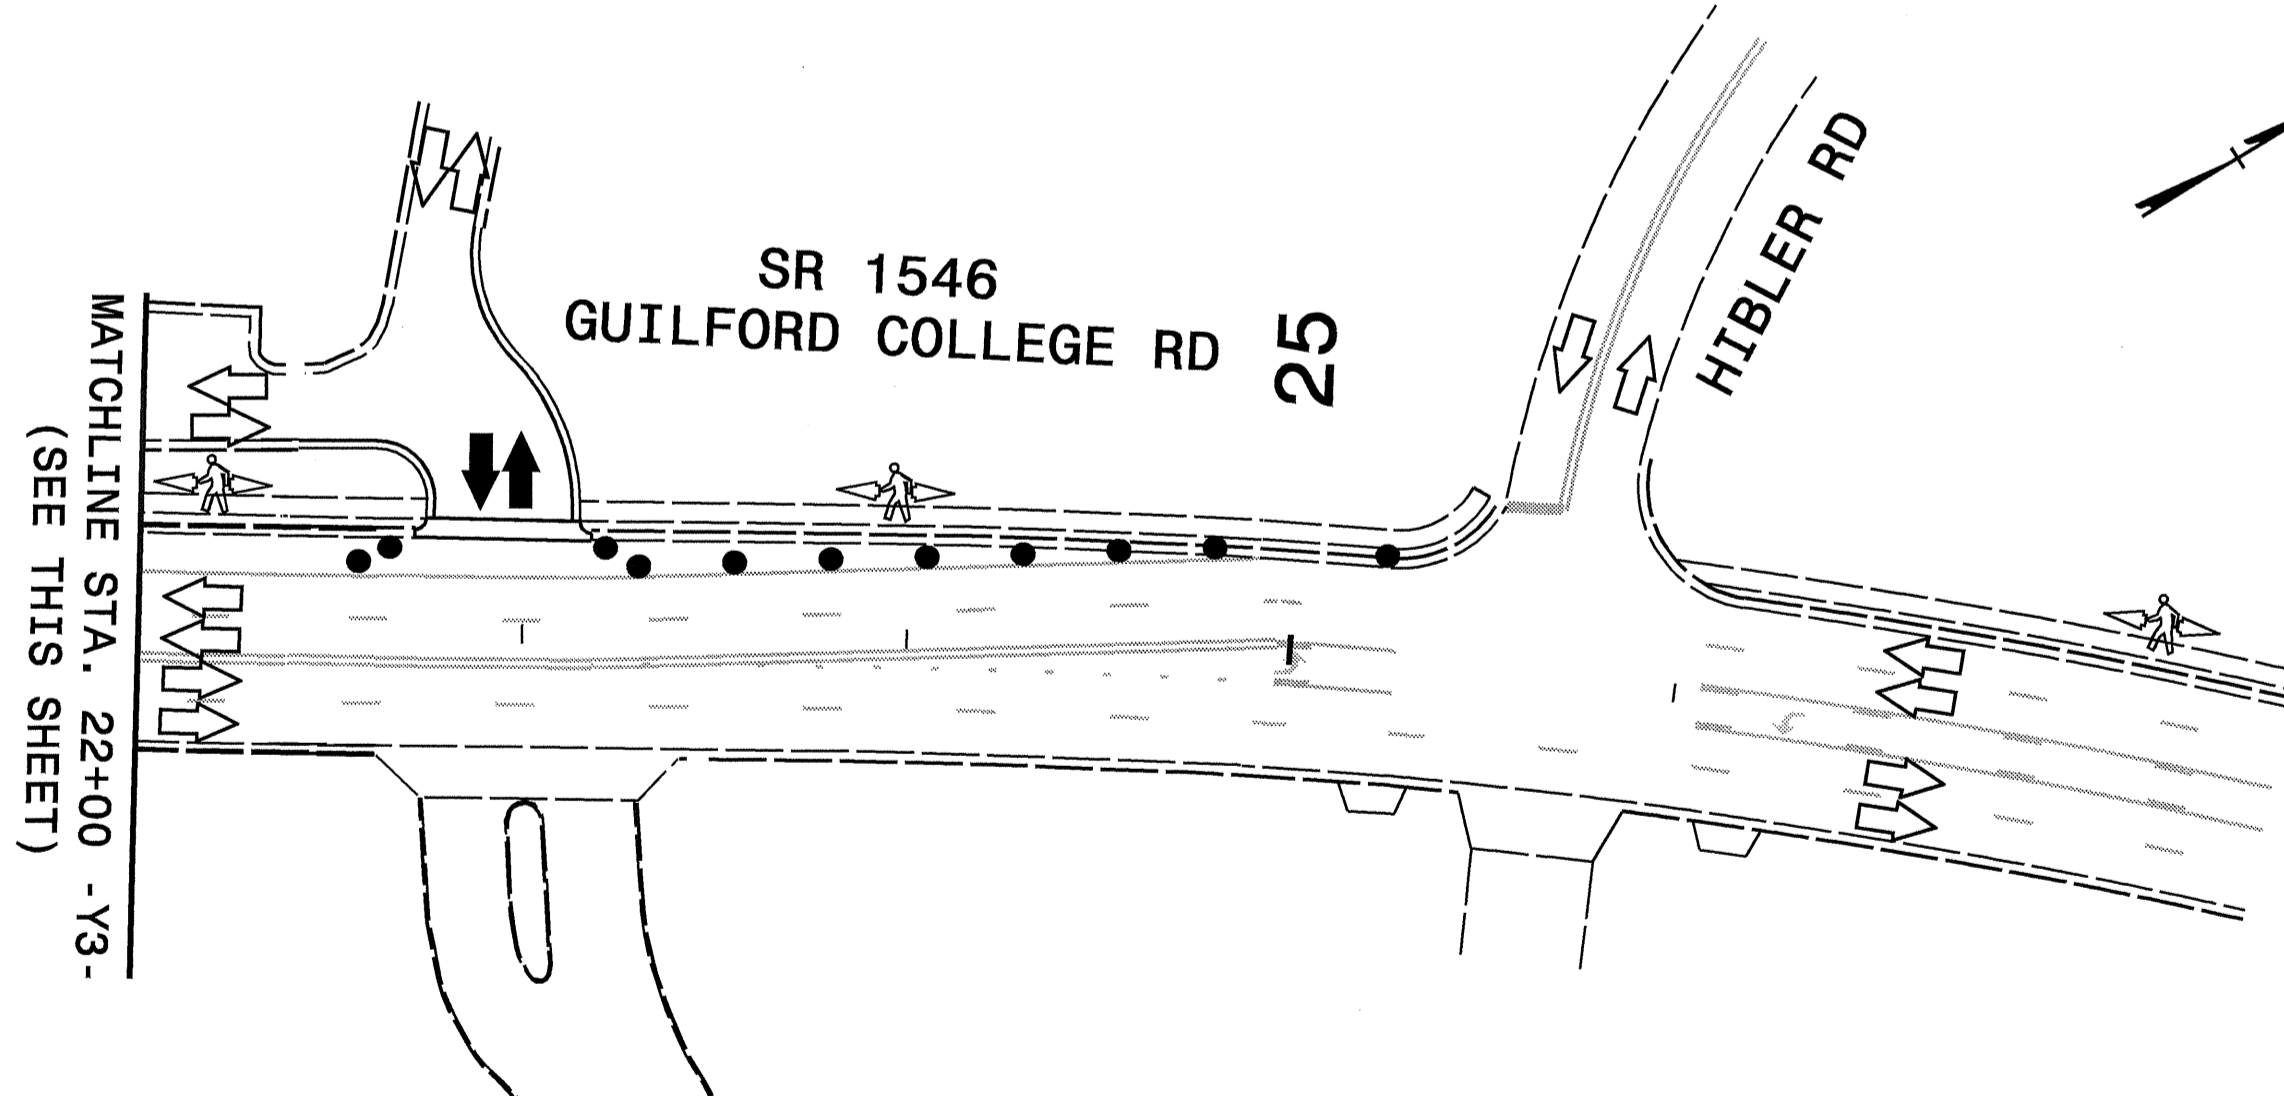 MATCHLINE STA. 22+00 -Y3-
(SEE THIS SHEET)
SR 1546
GUILFORD COLLEGE RD
25
HIBLER RD